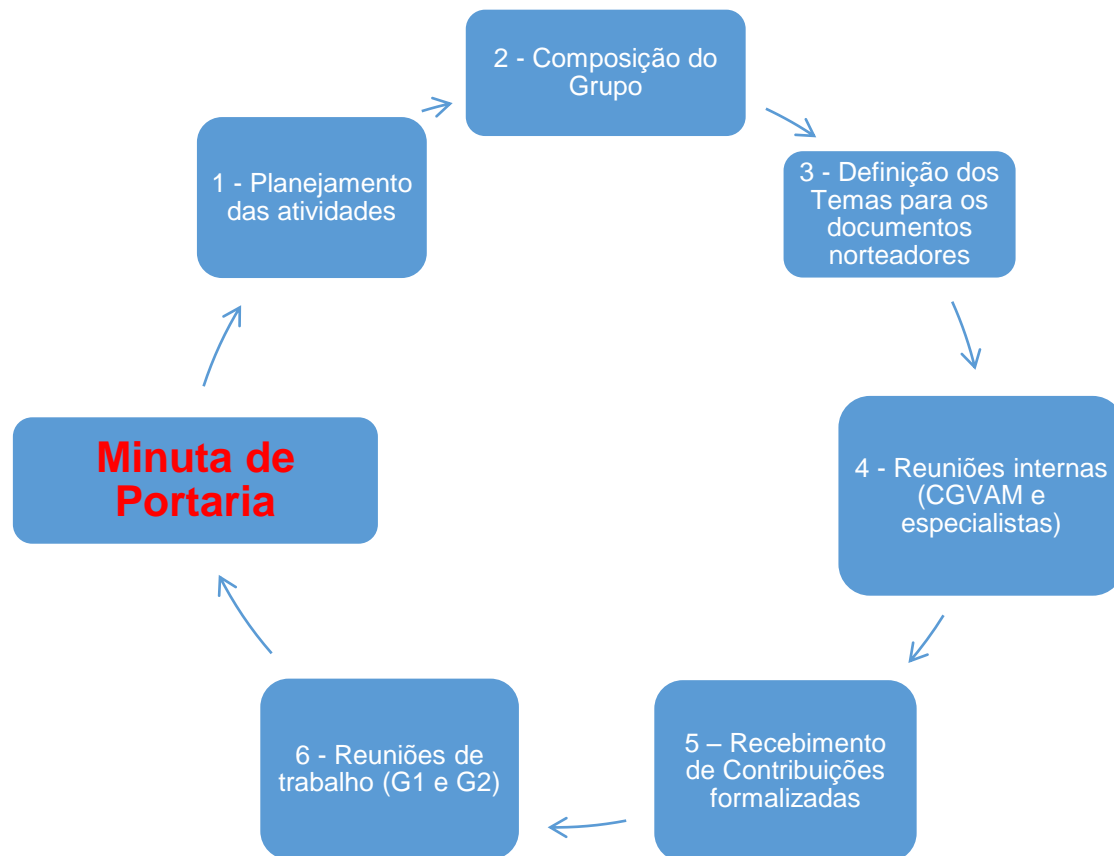 2 - Composição do
Grupo
1 - Planejamento
das atividades
3 - Definição dos
Temas para os
documentos
norteadores
Minuta de
Portaria
4 - Reuniões internas
(CGVAM e
especialistas)
6 - Reuniões de
trabalho (G1 e G2)
5 – Recebimento
de Contribuições
formalizadas